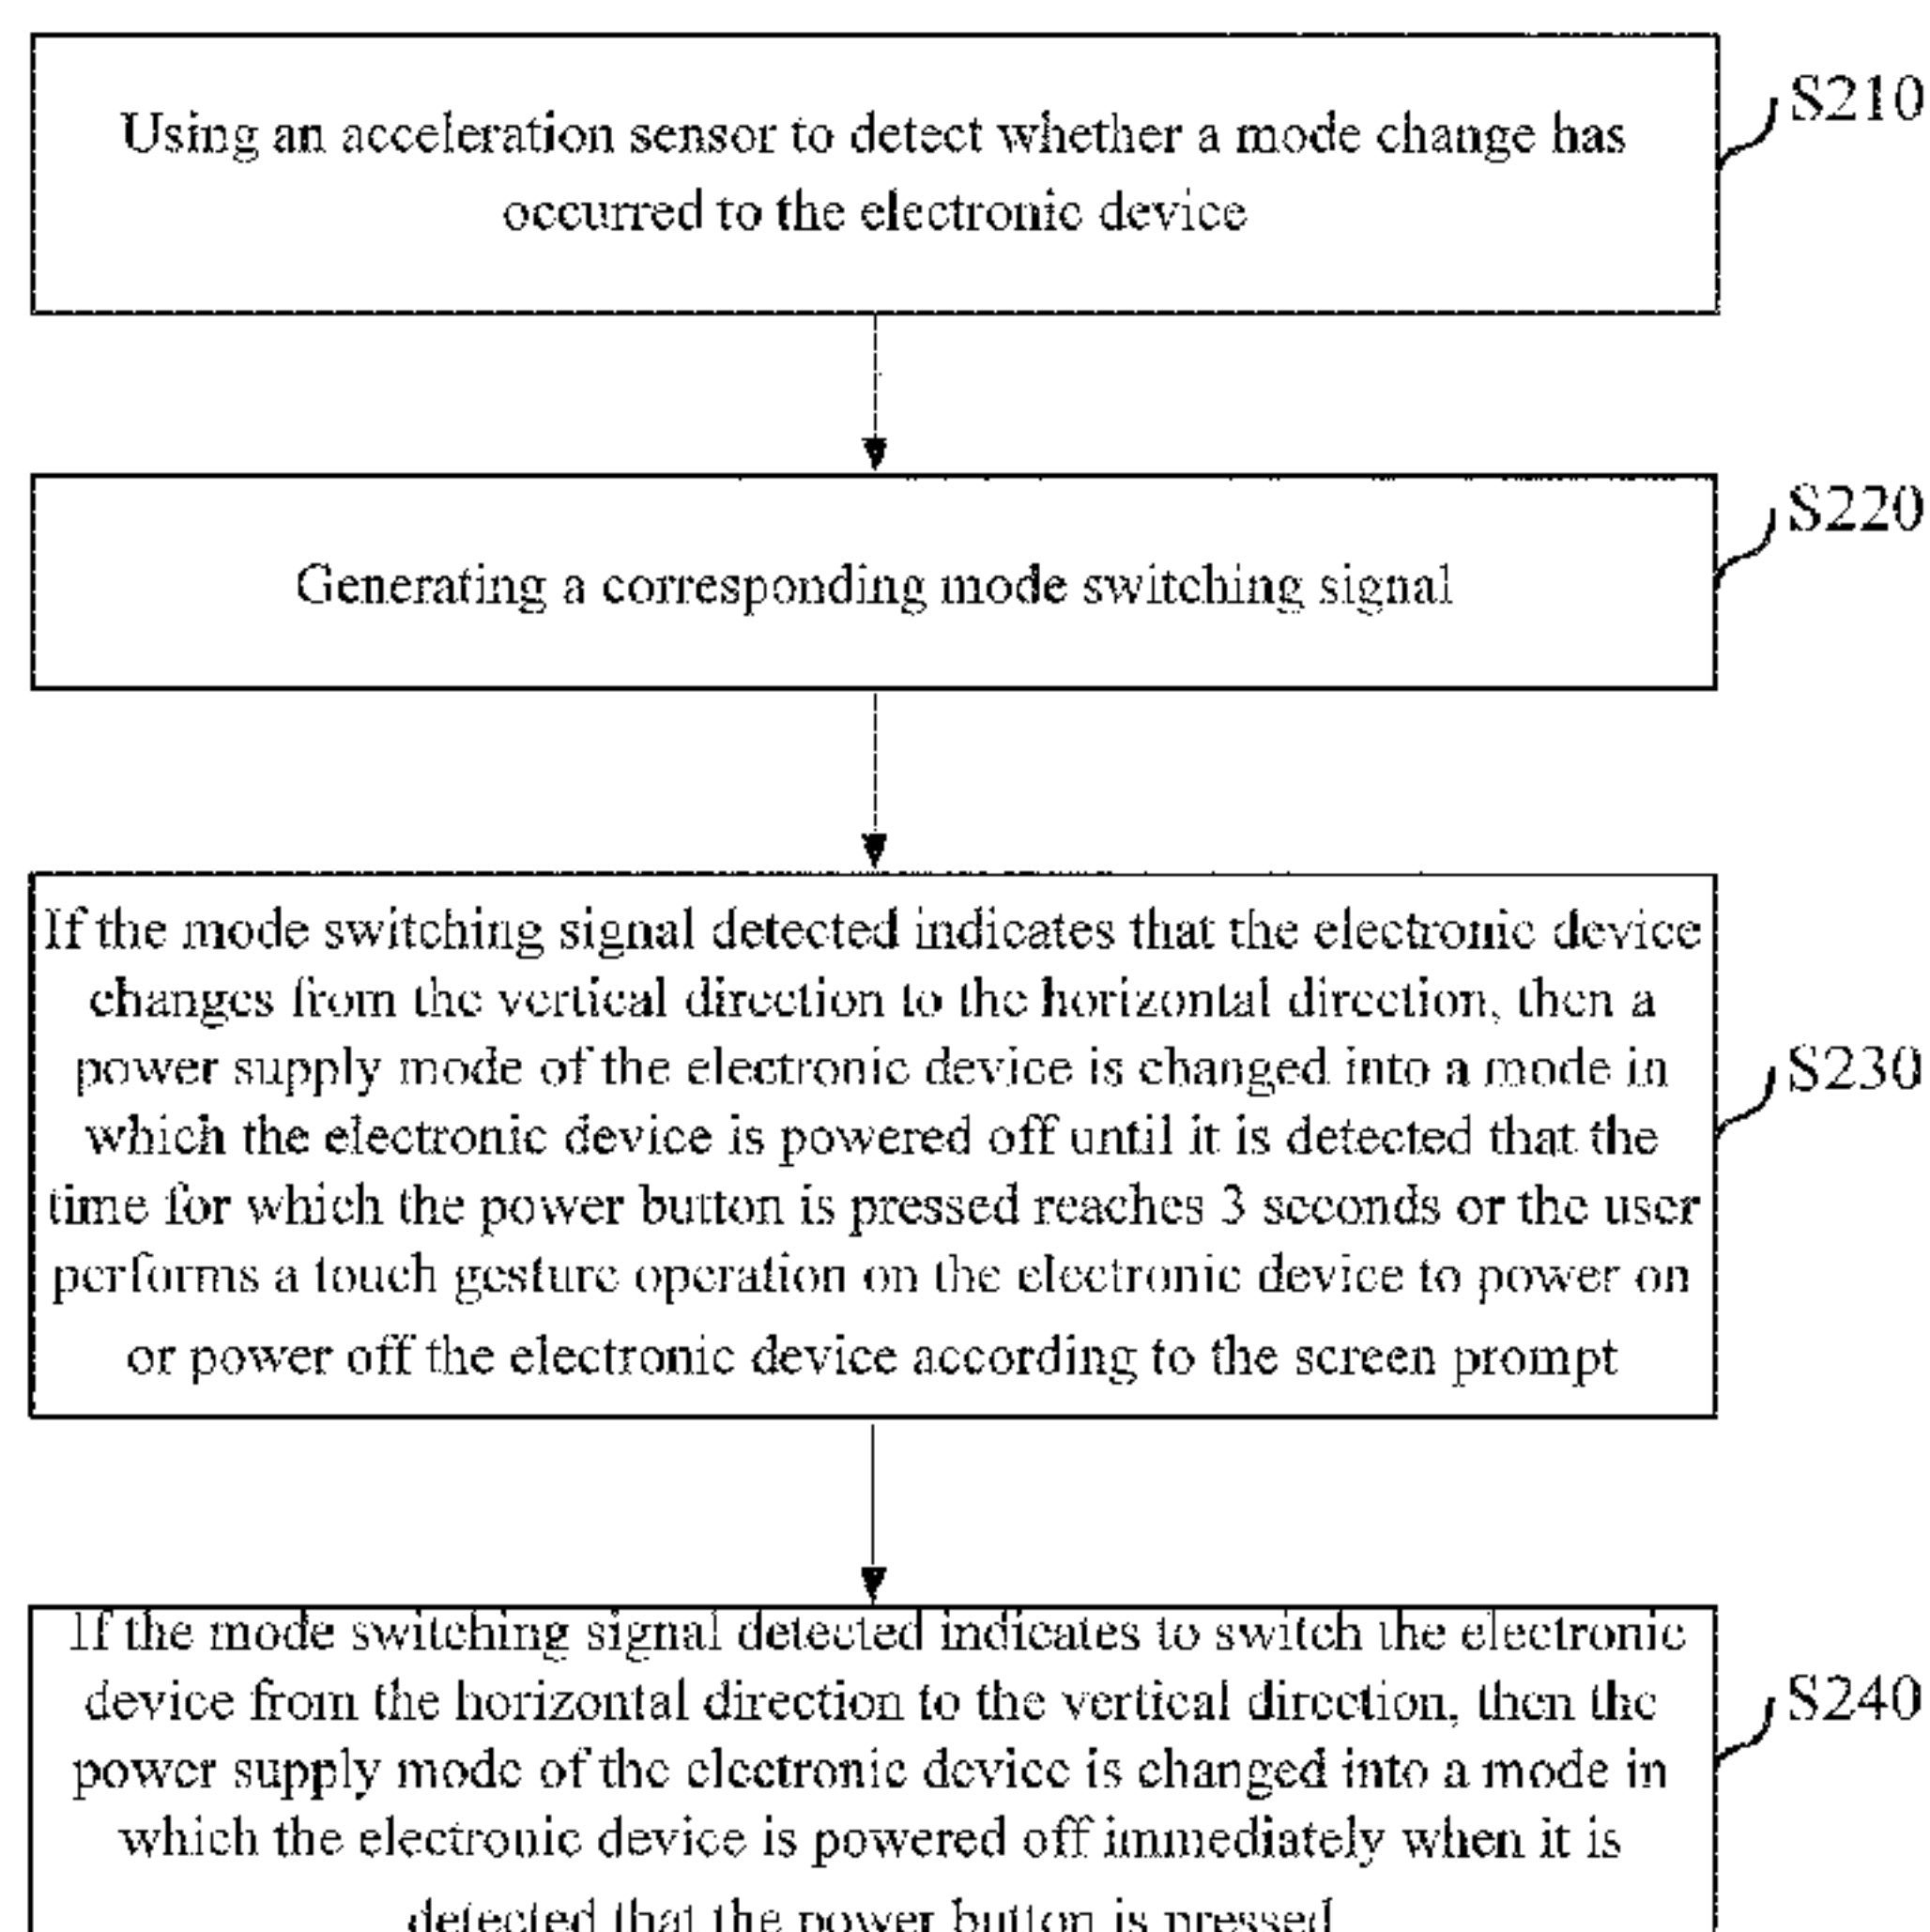 Using an acceleration sensor to detect whether a mode change has
occurred to the electronic device
S210
Generating a corresponding mode switching signal
S220
If the mode switching signal detected indicates that the electronic device
changes from the vertical direction to the horizontal direction, then a
power supply mode of the electronic device is changed into a mode in
which the electronic device is powered off until it is detected that the
time for which the power button is pressed reaches 3 seconds or the user
performs a touch gesture operation on the electronic device to power on
or power off the electronic device according to the screen prompt
S230
If the mode switching signal detected indicates to switch the electronic
device from the horizontal direction to the vertical direction, then the
power supply mode of the electronic device is changed into a mode in
which the electronic device is powered off immediately when it is
detected that the power button is pressed
S240